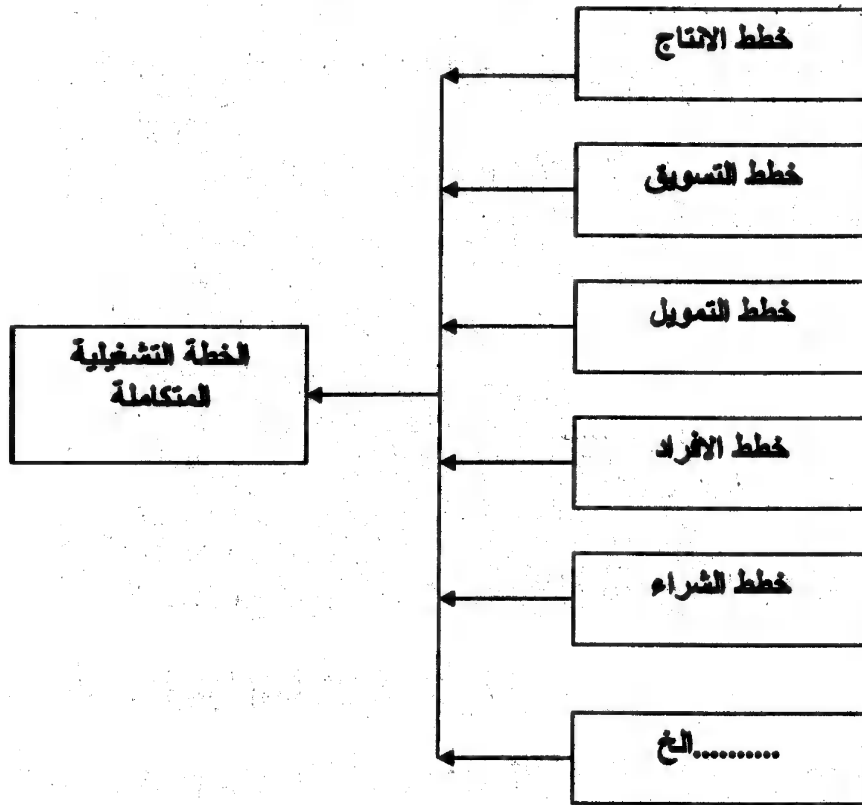 خطط الانتاج
خطط التسويق
خطط التمويل
الخطة التشغيلية
المتكاملة
خطط الافراد
خطط الشراء
..........الخ